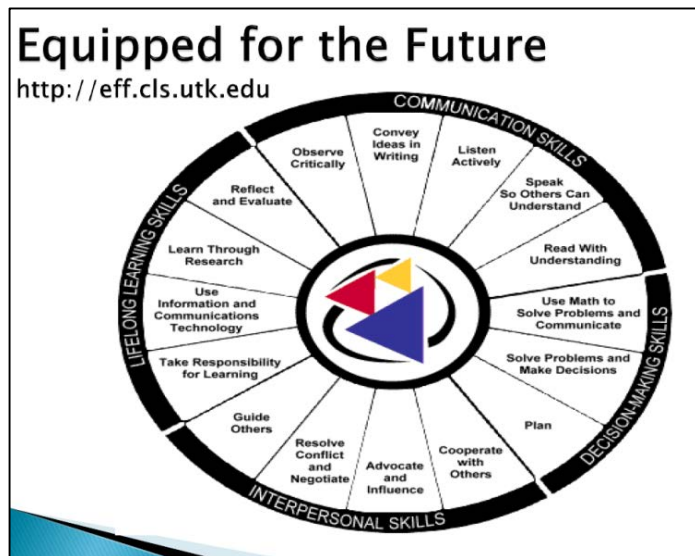 Equipped for the Future
http://eff.cls.utk.edu
COMMUNICATION SKILLS
Observe
Critically
Convey
Ideas in
Writing
Listen
Actively
Speak
So Others Can
Understand
Read With
Understanding
DECISION-MAKING SKILLS
Use Math to
Solve Problems and
Communicate
Solve Problems and
Make Decisions
Plan
INTERPERSONAL SKILLS
Cooperate
with
Others
Advocate
and
Influence
Resolve
Conflict
and
Negotiate
Guide
Others
LIFELONG LEARNING SKILLS
Take Responsibility
for Learning
Use
Information and
Communications
Technology
Learn Through
Research
Reflect
and Evaluate